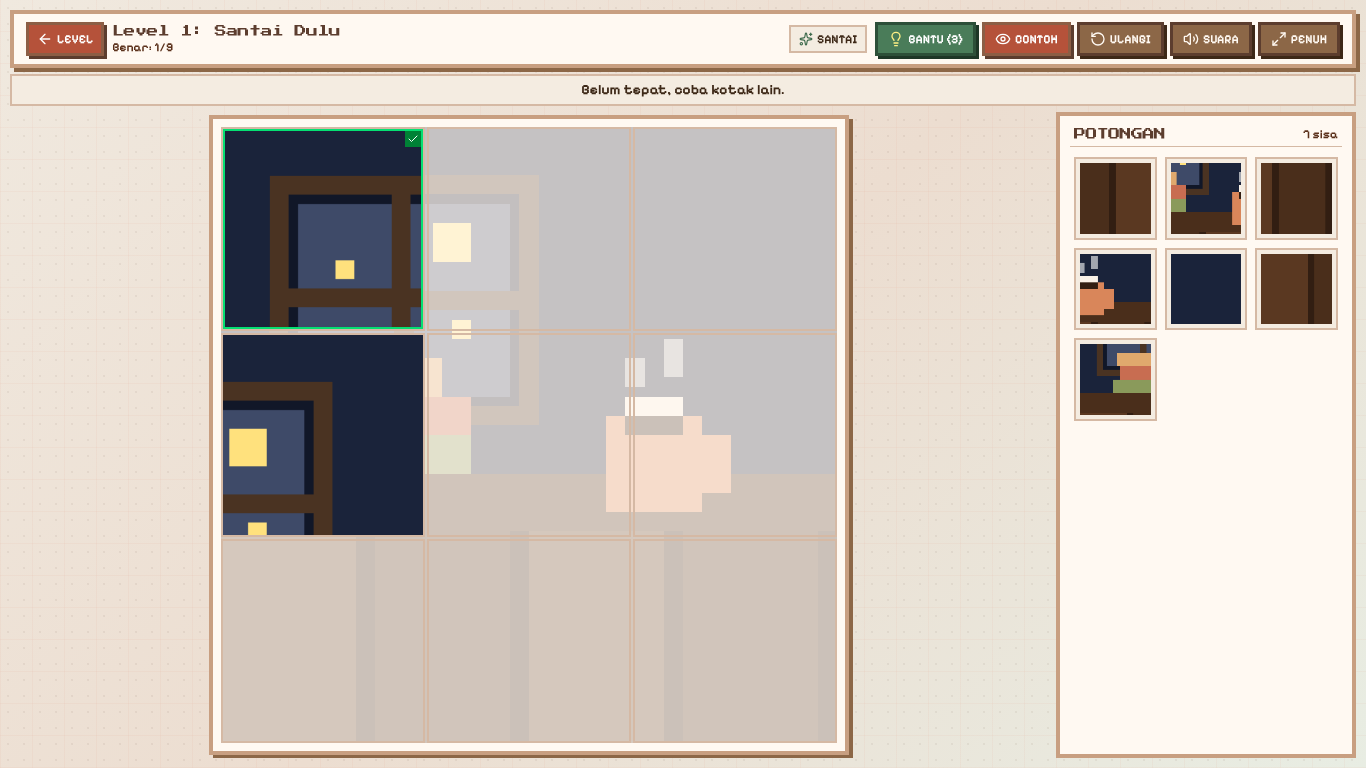 LEVEL
Level 1: Santai Dulu
Benar: 1/9
SANTAI
BANTU (3)
CONTOH
ULANGI
SUARA
PENUH
Belum tepat, coba kotak lain.
POTONGAN
7 sisa